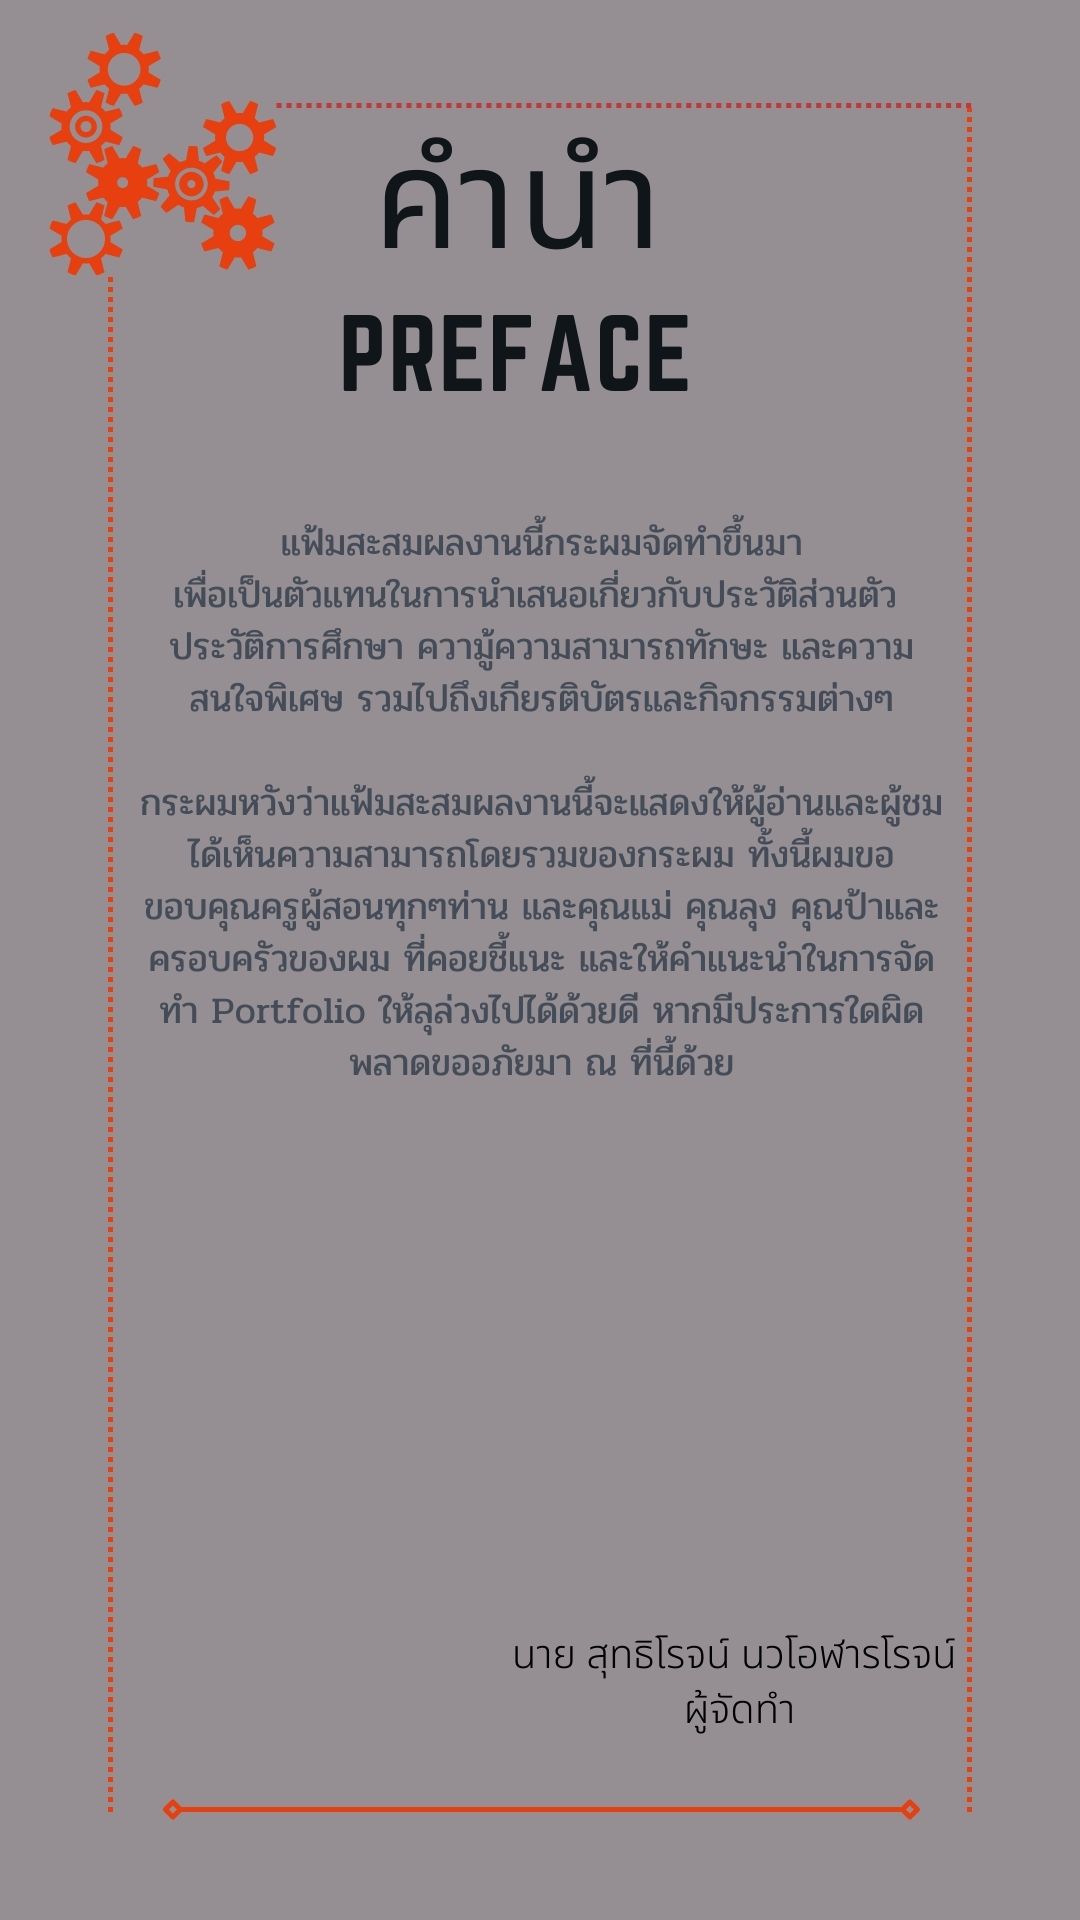 คำนำ
PREFACE
แฟ้มสะสมผลงานนี้กระผมจัดทำขึ้นมา
เพื่อเป็นตัวแทนในการนำเสนอเกี่ยวกับประวัติส่วนตัว
ประวัติการศึกษา ความู้ความสามารถทักษะ และความ
สนใจพิเศษ รวมไปถึงเกียรติบัตรและกิจกรรมต่างๆ
กระผมหวังว่าแฟ้มสะสมผลงานนี้จะแสดงให้ผู้อ่านและผู้ชม
ได้เห็นความสามารถโดยรวมของกระผม ทั้งนี้ผมขอ
ขอบคุณครูผู้สอนทุกๆท่าน และคุณแม่ คุณลุง คุณป้าและ
ครอบครัวของผม ที่คอยชี้แนะ และให้คำแนะนำในการจัด
ทำ Portfolio ให้ลุล่วงไปได้ด้วยดี หากมีประการใดผิด
พลาดขออภัยมา ณ ที่นี้ด้วย
นาย สุทธิโรจน์ นวโอฬารโรจน์
ผู้จัดทำ